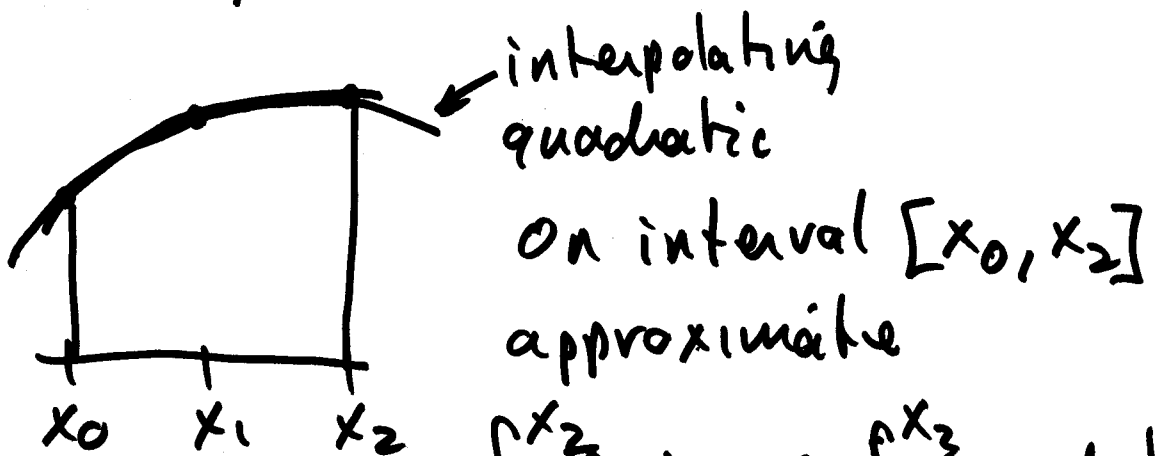 interpolating
quadratic
On interval [x₀, x₂]
approximate
x₀ x₁ x₂